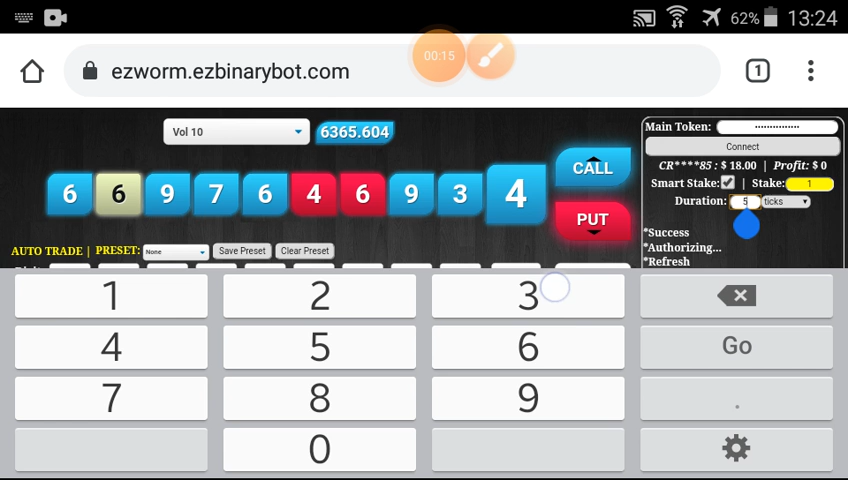 62% 13:24
00:15
ezworm.ezbinarybot.com 1
Vol 10 6365.604
Main Token: ···············
Connect
CR****85 : $ 18.00 | Profit: $ 0
Smart Stake: | Stake: 1
Duration: 5 ticks
6 6 9 7 6 4 6 9 3 4
CALL
PUT
*Success
*Authorizing...
*Refresh
AUTO TRADE | PRESET: None Save Preset Clear Preset
1 2 3
4 5 6 Go
7 8 9 .
0